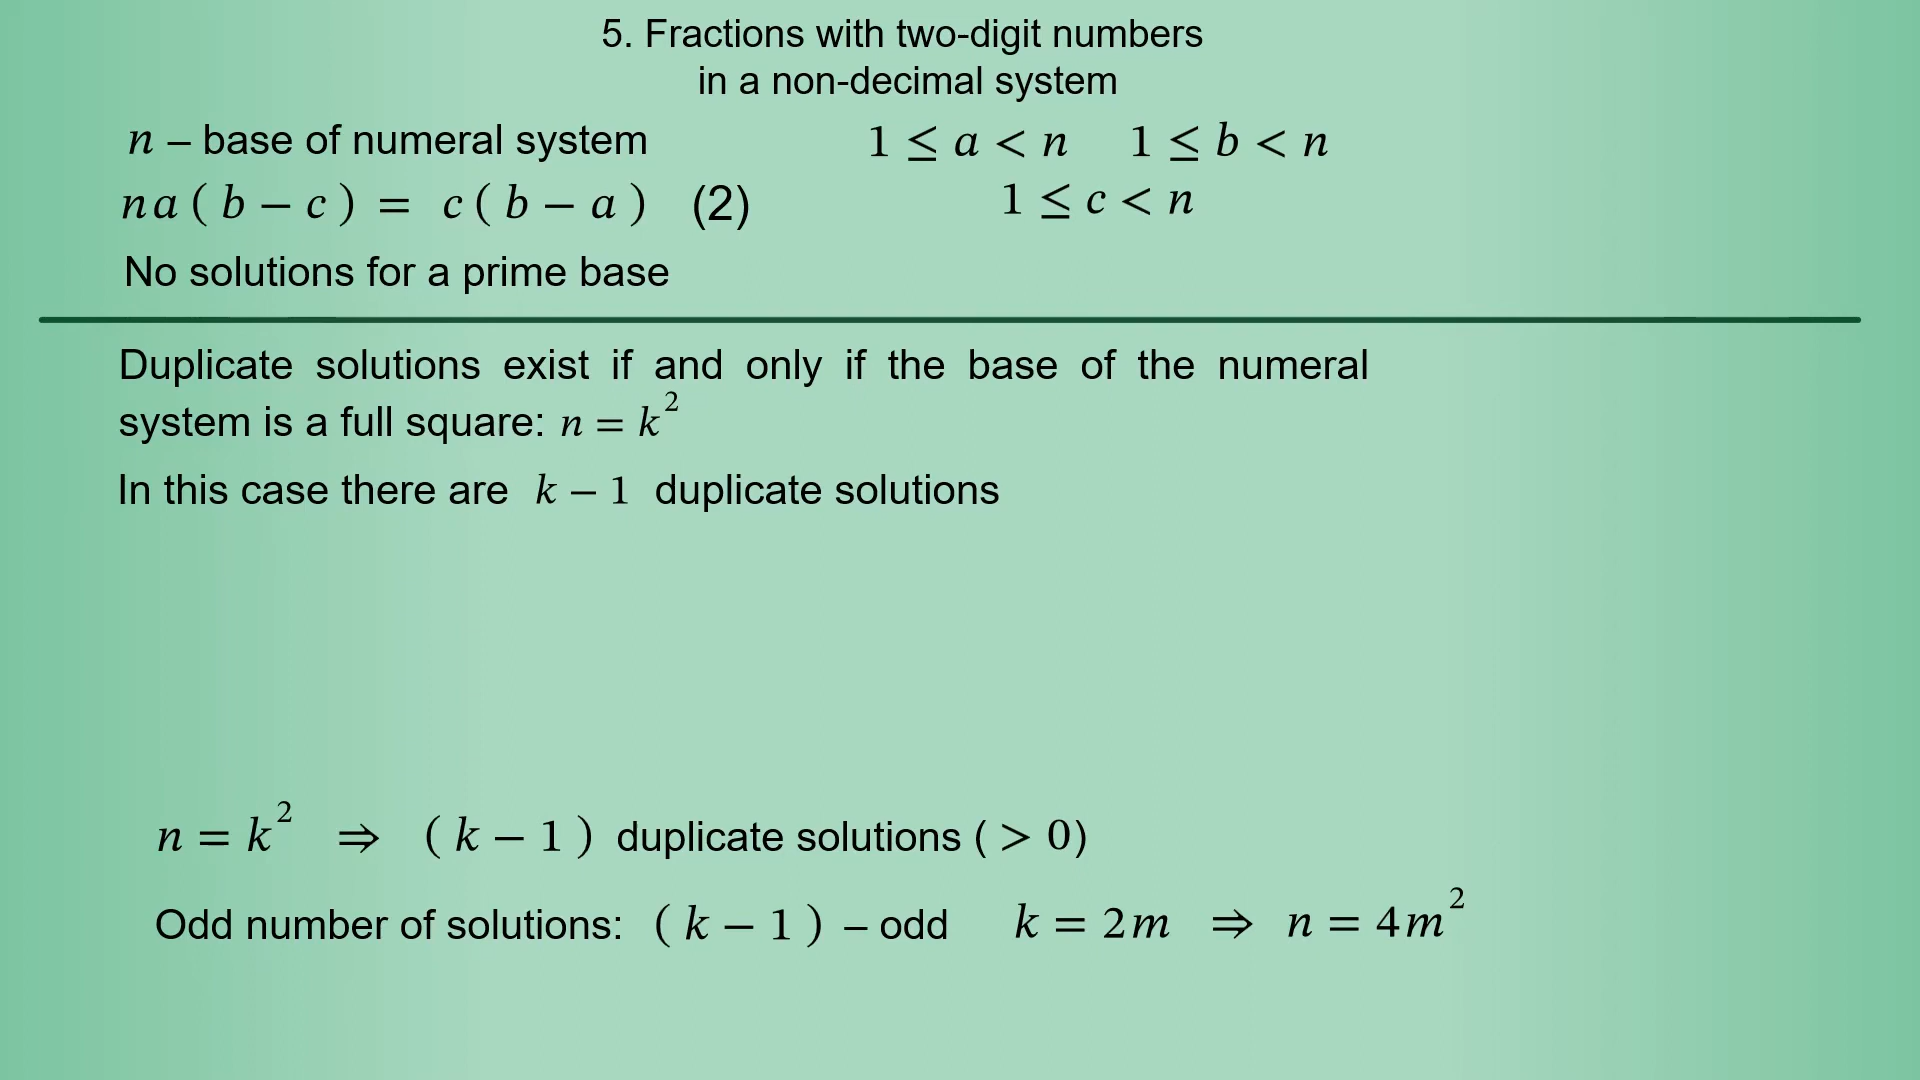 5. Fractions with two-digit numbers
in a non-decimal system
n – base of numeral system
1 ≤ a < n 1 ≤ b < n
na ( b − c ) = c ( b − a ) (2)
1 ≤ c < n
No solutions for a prime base
Duplicate solutions exist if and only if the base of the numeral
system is a full square: n = k²
In this case there are k − 1 duplicate solutions
n = k² ⇒ ( k − 1 ) duplicate solutions ( > 0)
Odd number of solutions: ( k − 1 ) – odd k = 2m ⇒ n = 4m²